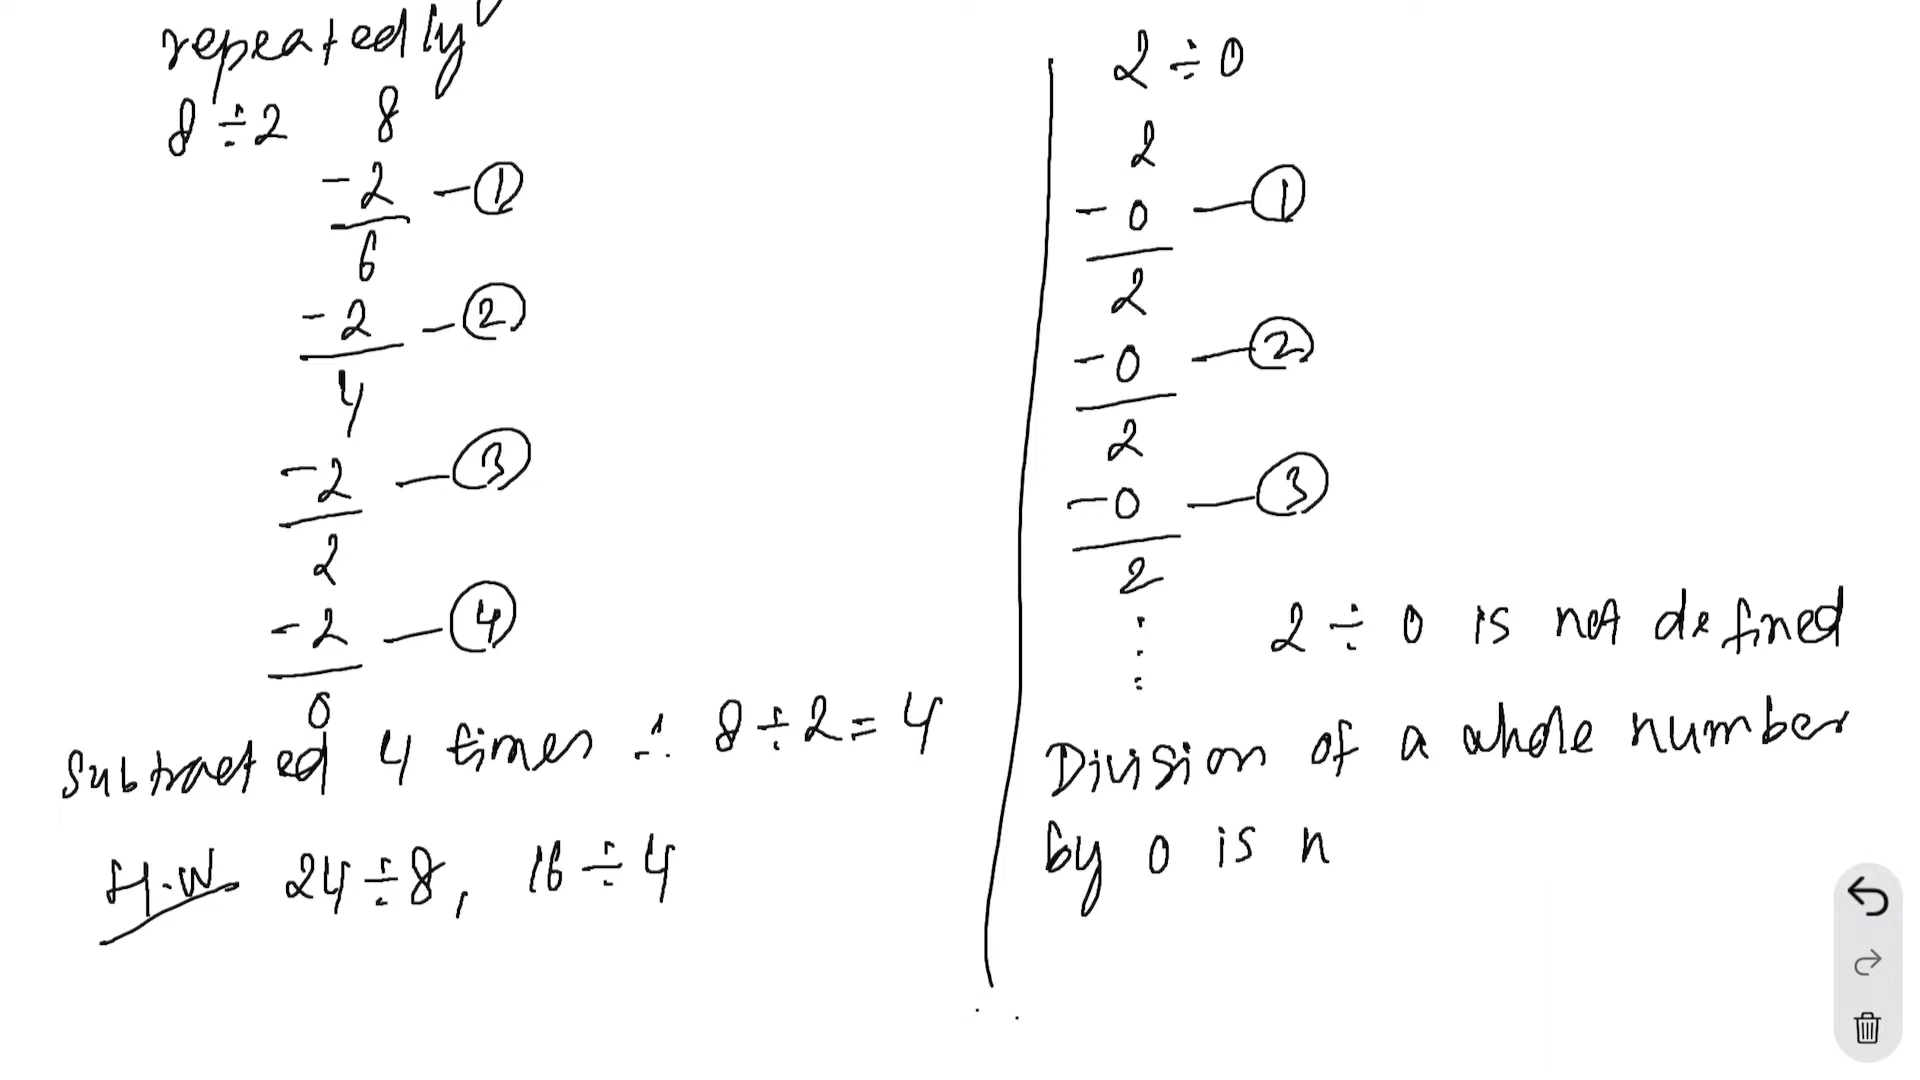 repeatedly
8 ÷ 2 8
- 2 - ①
6
- 2 - ②
4
- 2 - ③
2
- 2 - ④
0
Subtracted 4 times ∴ 8 ÷ 2 = 4
H.W 24 ÷ 8, 16 ÷ 4
2 ÷ 0
2
- 0 - ①
2
- 0 - ②
2
- 0 - ③
2
2 ÷ 0 is not defined
Division of a whole number
by 0 is n